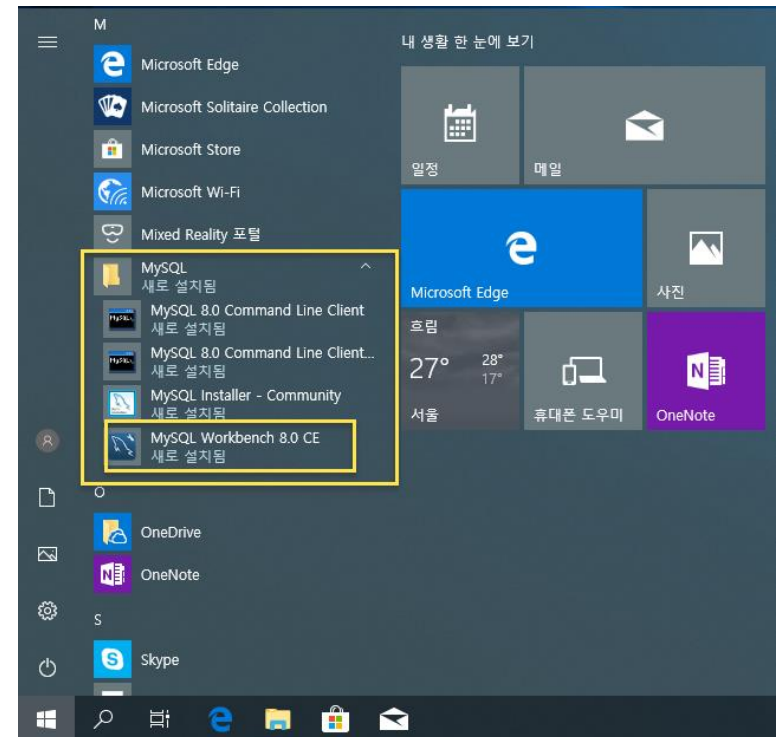 M
Microsoft Edge
Microsoft Solitaire Collection
Microsoft Store
Microsoft Wi-Fi
Mixed Reality 포털
MySQL
새로 설치됨
MySQL 8.0 Command Line Client
새로 설치됨
MySQL 8.0 Command Line Client...
새로 설치됨
MySQL Installer - Community
새로 설치됨
MySQL Workbench 8.0 CE
새로 설치됨
O
OneDrive
OneNote
S
Skype
내 생활 한 눈에 보기
일정
메일
Microsoft Edge
사진
흐림
27° 28°
17°
서울
휴대폰 도우미
OneNote